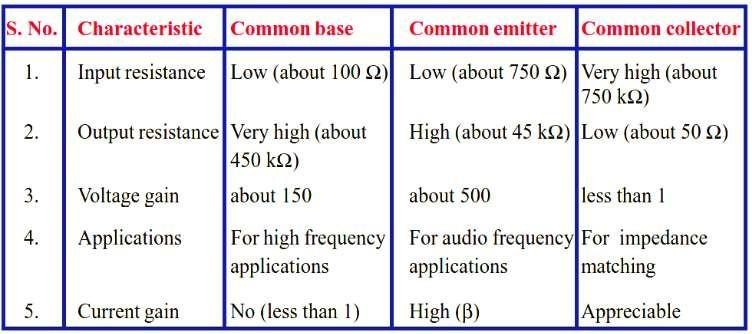 S. No. Characteristic Common base Common emitter Common collector
1. Input resistance Low (about 100 Ω) Low (about 750 Ω) Very high (about
750 kΩ)
2. Output resistance Very high (about High (about 45 kΩ) Low (about 50 Ω)
450 kΩ)
3. Voltage gain about 150 about 500 less than 1
4. Applications For high frequency For audio frequency For impedance
applications applications matching
5. Current gain No (less than 1) High (β) Appreciable